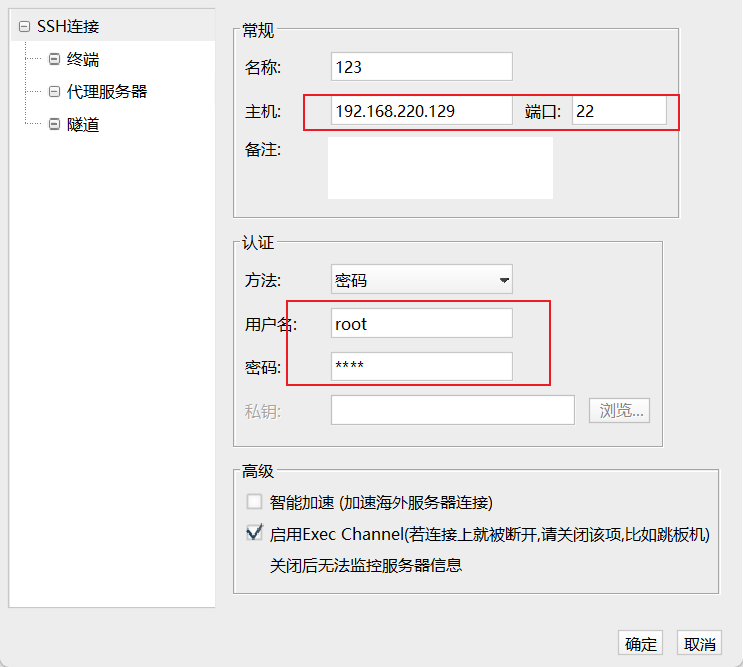 SSH连接
终端
代理服务器
隧道
常规
名称: 123
主机: 192.168.220.129 端口: 22
备注:
认证
方法: 密码
用户名: root
密码: ****
私钥: 浏览...
高级
智能加速 (加速海外服务器连接)
启用Exec Channel(若连接上就被断开,请关闭该项,比如跳板机)
关闭后无法监控服务器信息
确定 取消